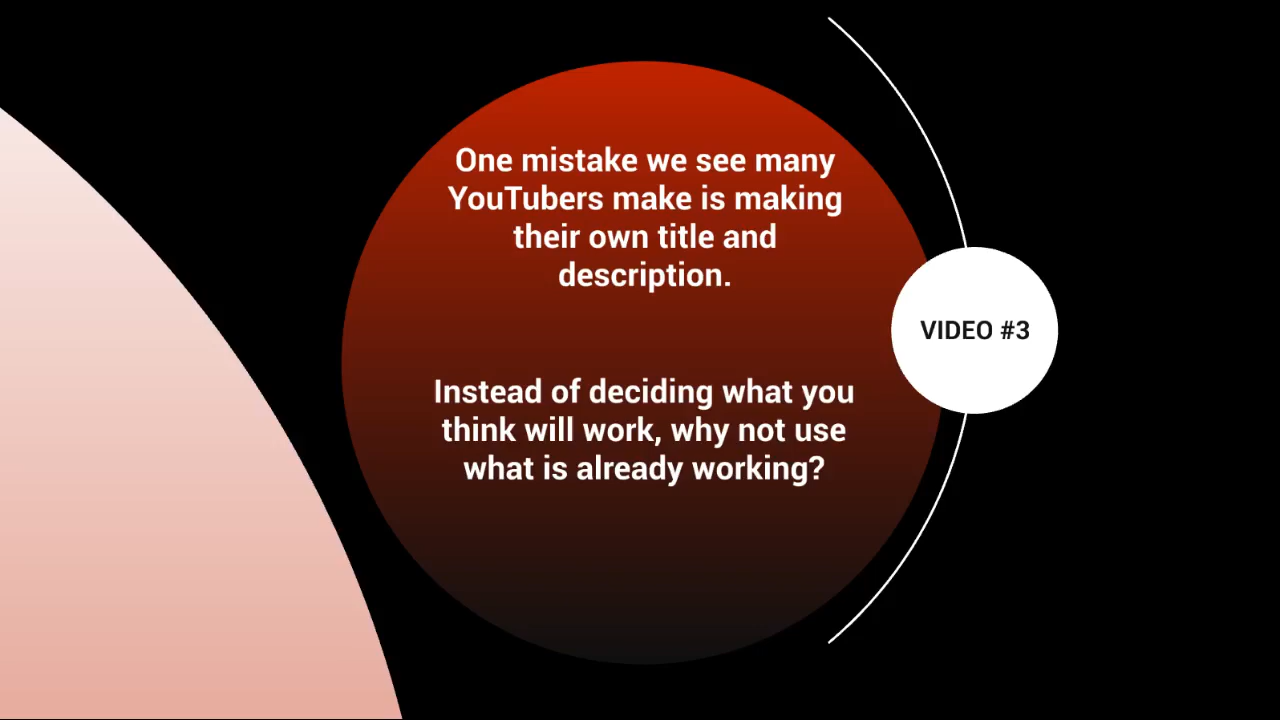 One mistake we see many
YouTubers make is making
their own title and
description.
Instead of deciding what you
think will work, why not use
what is already working?
VIDEO #3